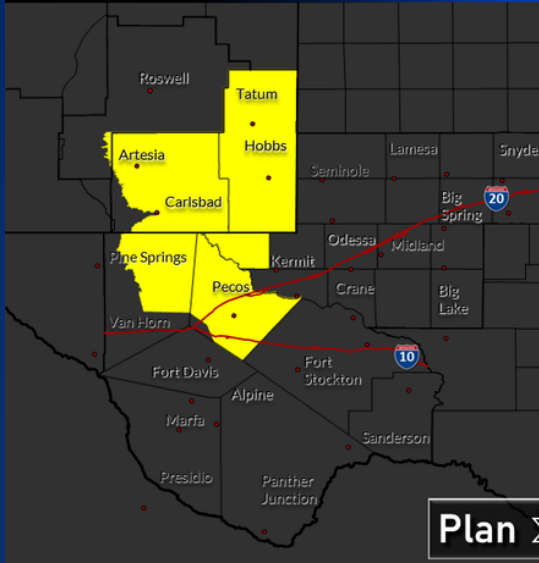 Roswell
Tatum
Lamesa
Snyde
Artesia
Hobbs
Seminole
Carlsbad
Big
Spring
20
Odessa
Midland
Pine Springs
Kermit
Pecos
Crane
Big
Lake
Van Horn
10
Fort Davis
Fort
Stockton
Alpine
Marfa
Sanderson
Presidio
Panther
Junction
Plan